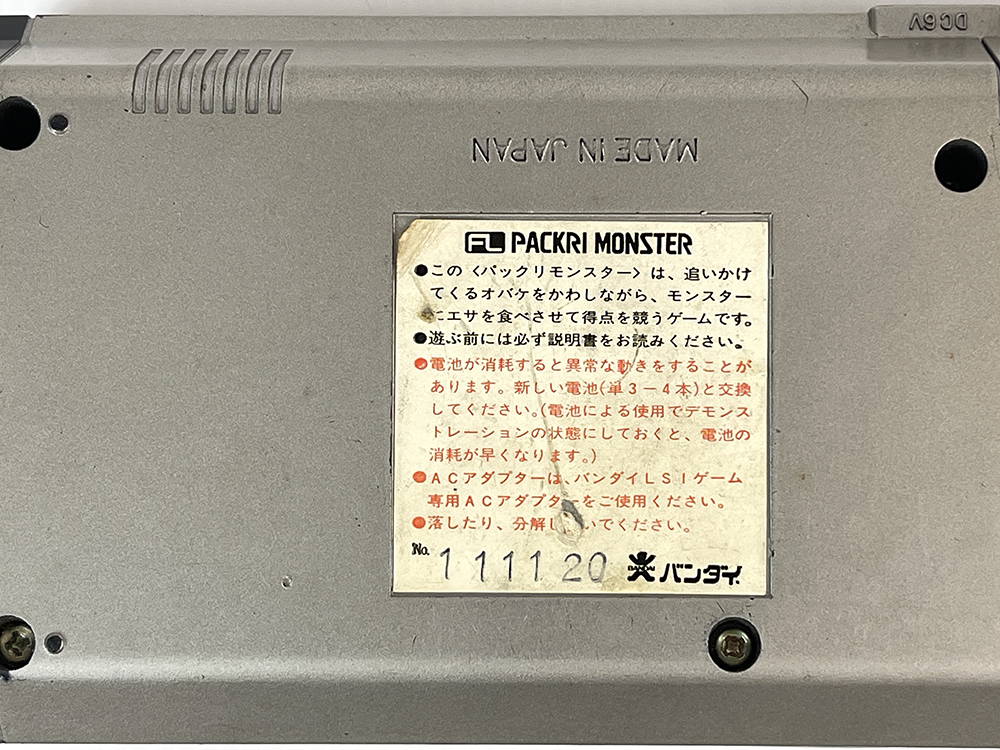 DC6V
MADE IN JAPAN
FL PACKRI MONSTER
●この〈パックリモンスター〉は、追いかけ
てくるオバケをかわしながら、モンスター
にエサを食べさせて得点を競うゲームです。
●遊ぶ前には必ず説明書をお読みください。
●電池が消耗すると異常な動きをすることが
あります。新しい電池(単3−4本)と交換
してください。(電池による使用でデモンス
トレーションの状態にしておくと、電池の
消耗が早くなります。)
●ACアダプターは、バンダイLSIゲーム
専用ACアダプターをご使用ください。
●落したり、分解しないでください。
No. 111120 BANDAI バンダイ